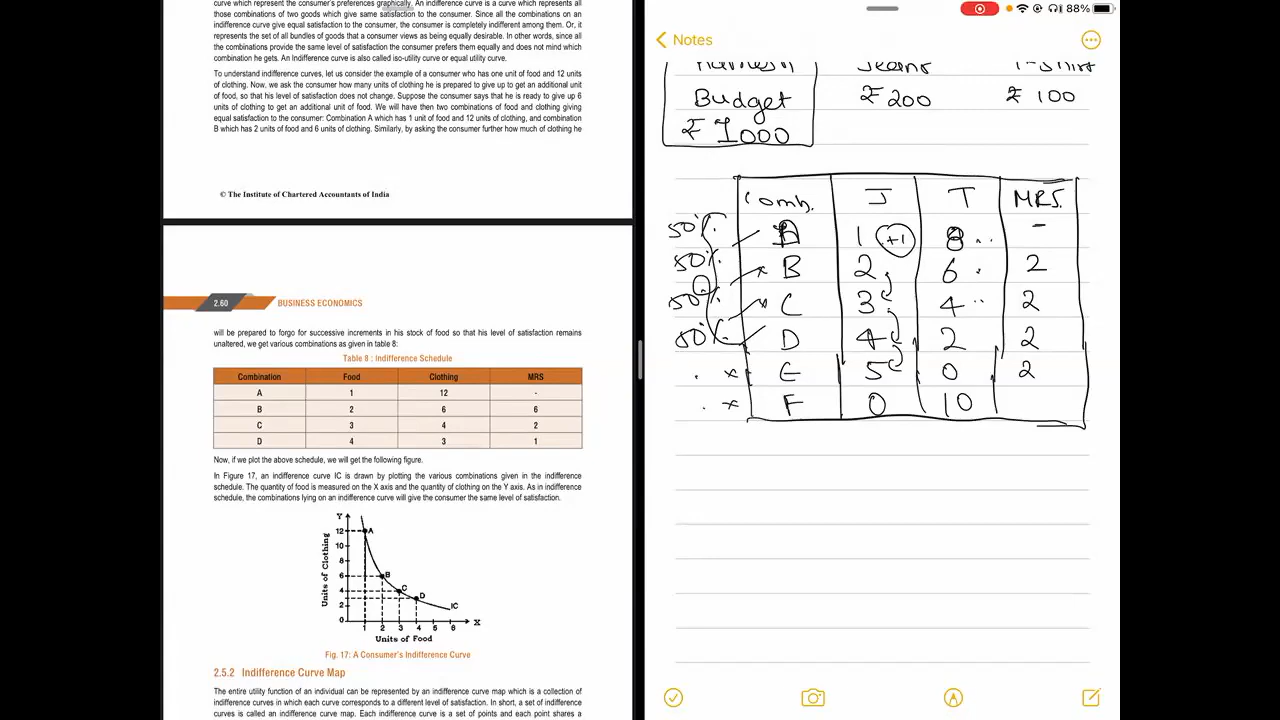 curve which represent the consumer's preferences graphically. An indifference curve is a curve which represents all
those combinations of two goods which give same satisfaction to the consumer. Since all the combinations on an
indifference curve give equal satisfaction to the consumer, the consumer is completely indifferent among them. Or, it
represents the set of all bundles of goods that a consumer views as being equally desirable. In other words, since all
the combinations provide the same level of satisfaction the consumer prefers them equally and does not mind which
combination he gets. An Indifference curve is also called iso-utility curve or equal utility curve.
To understand indifference curves, let us consider the example of a consumer who has one unit of food and 12 units
of clothing. Now, we ask the consumer how many units of clothing he is prepared to give up to get an additional unit
of food, so that his level of satisfaction does not change. Suppose the consumer says that he is ready to give up 6
units of clothing to get an additional unit of food. We will have then two combinations of food and clothing giving
equal satisfaction to the consumer: Combination A which has 1 unit of food and 12 units of clothing, and combination
B which has 2 units of food and 6 units of clothing. Similarly, by asking the consumer further how much of clothing he
© The Institute of Chartered Accountants of India
2.60 BUSINESS ECONOMICS
will be prepared to forgo for successive increments in his stock of food so that his level of satisfaction remains
unaltered, we get various combinations as given in table 8:
Table 8 : Indifference Schedule
Combination Food Clothing MRS
A 1 12 -
B 2 6 6
C 3 4 2
D 4 3 1
Now, if we plot the above schedule, we will get the following figure.
In Figure 17, an indifference curve IC is drawn by plotting the various combinations given in the indifference
schedule. The quantity of food is measured on the X axis and the quantity of clothing on the Y axis. As in indifference
schedule, the combinations lying on an indifference curve will give the consumer the same level of satisfaction.
Y
12 A
10
8
6 B
4 C
D
2 IC
0 X
1 2 3 4 5 6
Units of Clothing
Units of Food
Fig. 17: A Consumer's Indifference Curve
2.5.2 Indifference Curve Map
The entire utility function of an individual can be represented by an indifference curve map which is a collection of
indifference curves in which each curve corresponds to a different level of satisfaction. In short, a set of indifference
curves is called an indifference curve map. Each indifference curve is a set of points and each point shares a
88%
Notes
Jeans T-Shirt
Budget ₹200 ₹100
₹1000
Comb. J T MRS.
50% A 1 +1 8 -
50% B 2 6 2
50% C 3 4 2
50% D 4 2 2
x E 5 0 2
x F 0 10